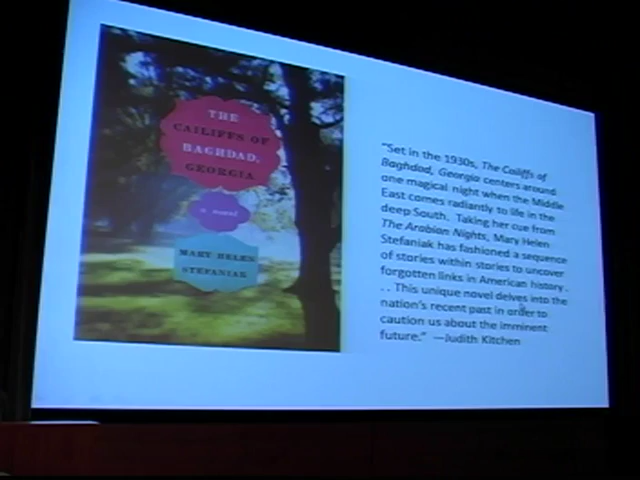 THE
CAILIFFS OF
BAGHDAD,
GEORGIA
a novel
MARY HELEN
STEFANIAK
"Set in the 1930s, The Cailiffs of
Baghdad, Georgia centers around
one magical night when the Middle
East comes radiantly to life in the
deep South. Taking her cue from
The Arabian Nights, Mary Helen
Stefaniak has fashioned a sequence
of stories within stories to uncover
forgotten links in American history .
. . This unique novel delves into the
nation's recent past in order to
caution us about the imminent
future." —Judith Kitchen